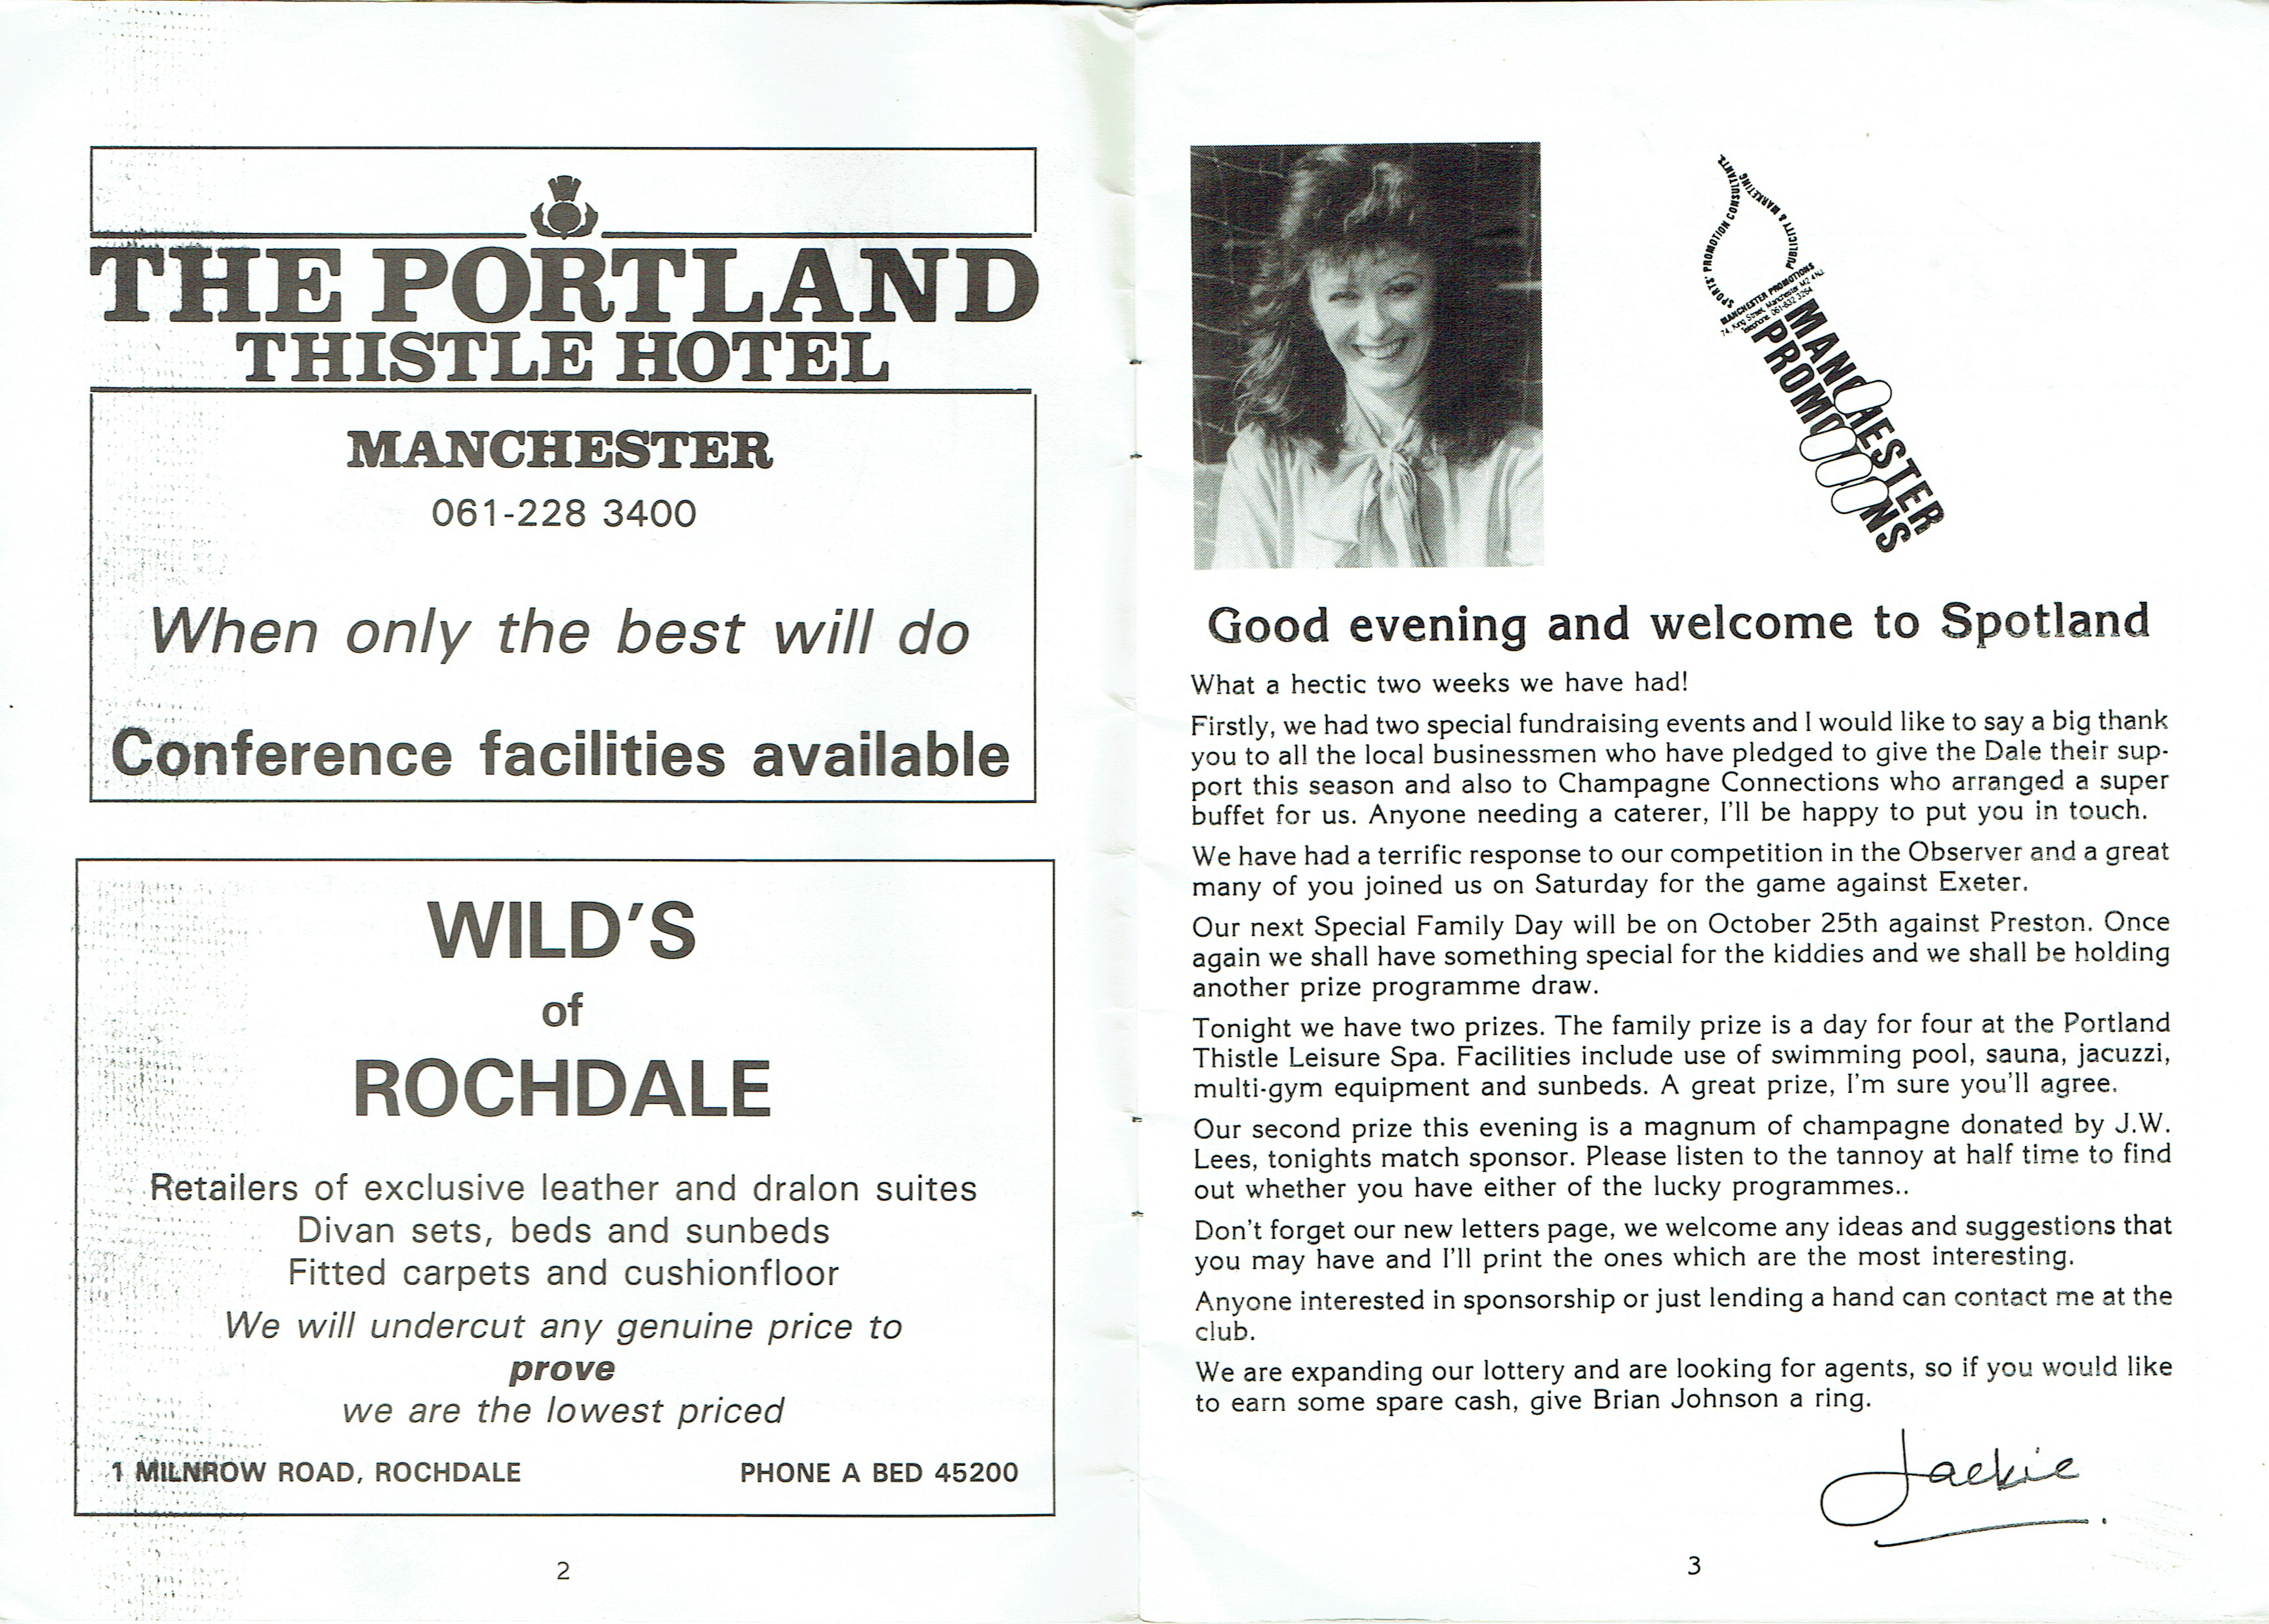 THE PORTLAND
THISTLE HOTEL
MANCHESTER
061-228 3400
When only the best will do
Conference facilities available
WILD'S
of
ROCHDALE
Retailers of exclusive leather and dralon suites
Divan sets, beds and sunbeds
Fitted carpets and cushionfloor
We will undercut any genuine price to
prove
we are the lowest priced
1 MILNROW ROAD, ROCHDALE
PHONE A BED 45200
2
SPORTS' PROMOTION CONSULTANTS,
PUBLICITY & MARKETING
MANCHESTER PROMOTIONS
74, King Street, Manchester M2 4NJ.
Telephone: 061-832 3264
MANCHESTER
PROMOTIONS
Good evening and welcome to Spotland
What a hectic two weeks we have had!
Firstly, we had two special fundraising events and I would like to say a big thank
you to all the local businessmen who have pledged to give the Dale their sup-
port this season and also to Champagne Connections who arranged a super
buffet for us. Anyone needing a caterer, I'll be happy to put you in touch.
We have had a terrific response to our competition in the Observer and a great
many of you joined us on Saturday for the game against Exeter.
Our next Special Family Day will be on October 25th against Preston. Once
again we shall have something special for the kiddies and we shall be holding
another prize programme draw.
Tonight we have two prizes. The family prize is a day for four at the Portland
Thistle Leisure Spa. Facilities include use of swimming pool, sauna, jacuzzi,
multi-gym equipment and sunbeds. A great prize, I'm sure you'll agree.
Our second prize this evening is a magnum of champagne donated by J.W.
Lees, tonights match sponsor. Please listen to the tannoy at half time to find
out whether you have either of the lucky programmes..
Don't forget our new letters page, we welcome any ideas and suggestions that
you may have and I'll print the ones which are the most interesting.
Anyone interested in sponsorship or just lending a hand can contact me at the
club.
We are expanding our lottery and are looking for agents, so if you would like
to earn some spare cash, give Brian Johnson a ring.
Jackie
3